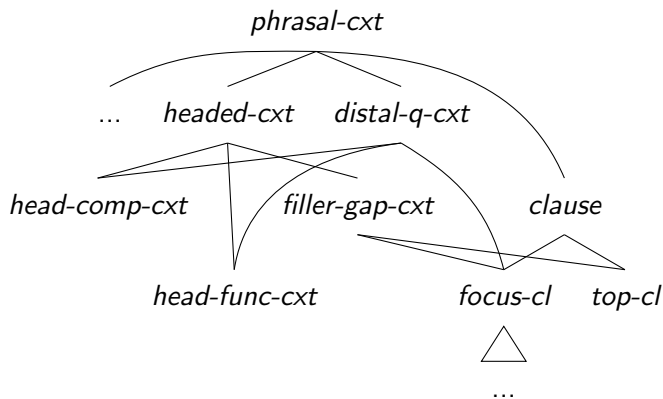 phrasal-cxt
... headed-cxt distal-q-cxt
head-comp-cxt filler-gap-cxt clause
head-func-cxt focus-cl top-cl
...